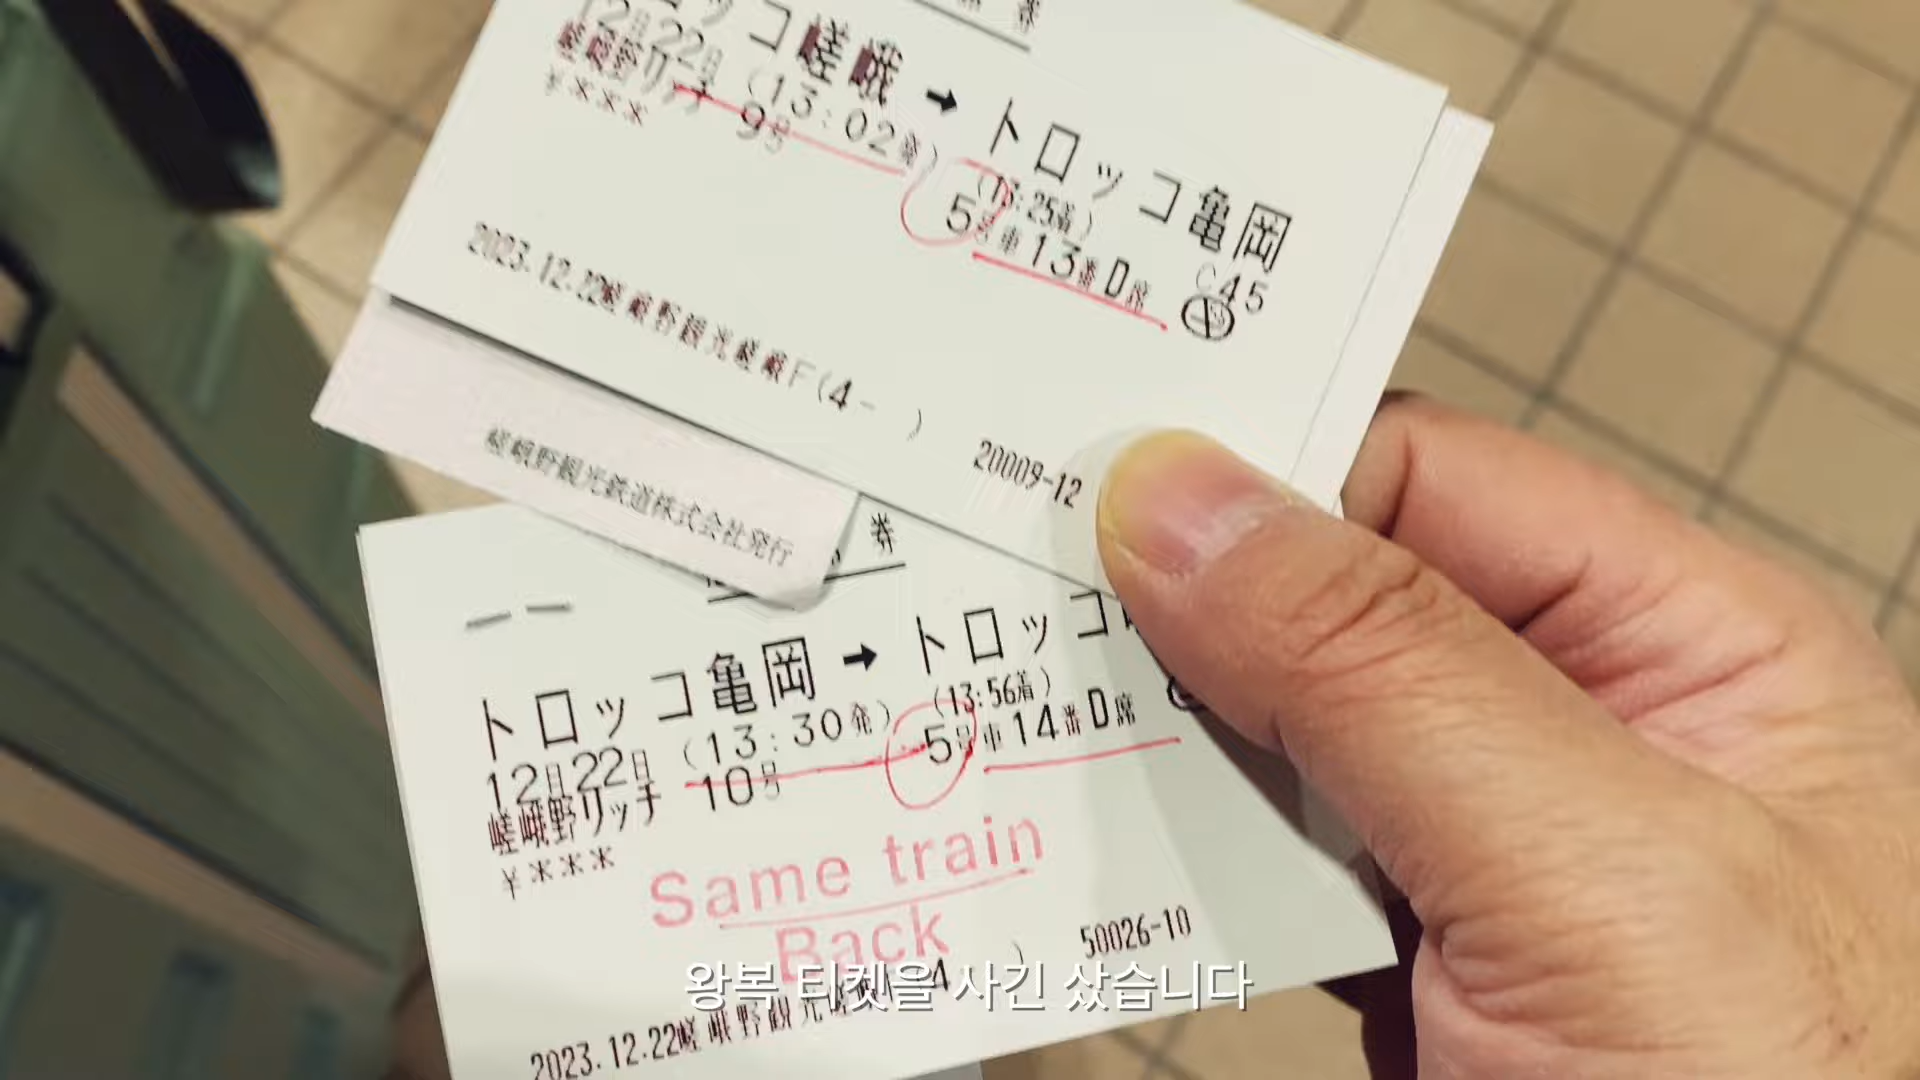 券
ッコ嵯峨 ➡ トロッコ亀岡
12月22日 (13:02発) (13:25着) C45
嵯峨野リッチ 9号 5号車 13番 D席
¥***
2023.12.22嵯峨野観光嵯峨F(4- )
20009-12
嵯峨野観光鉄道株式会社発行
券
トロッコ亀岡 ➡ トロッコ
12月22日 (13:30発) (13:56着)
嵯峨野リッチ 10号 5号車 14番 D席
¥***
Same train
Back
50026-10
2023.12.22嵯峨野観光
왕복 티켓을 사긴 샀습니다